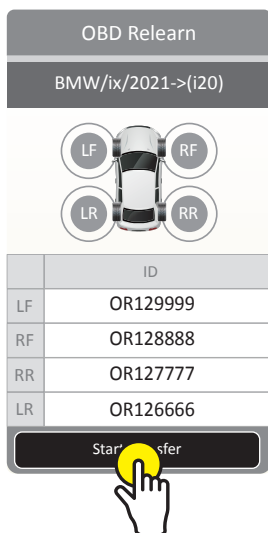 OBD Relearn
BMW/ix/2021->(i20)
LF RF
LR RR
ID
LF OR129999
RF OR128888
RR OR127777
LR OR126666